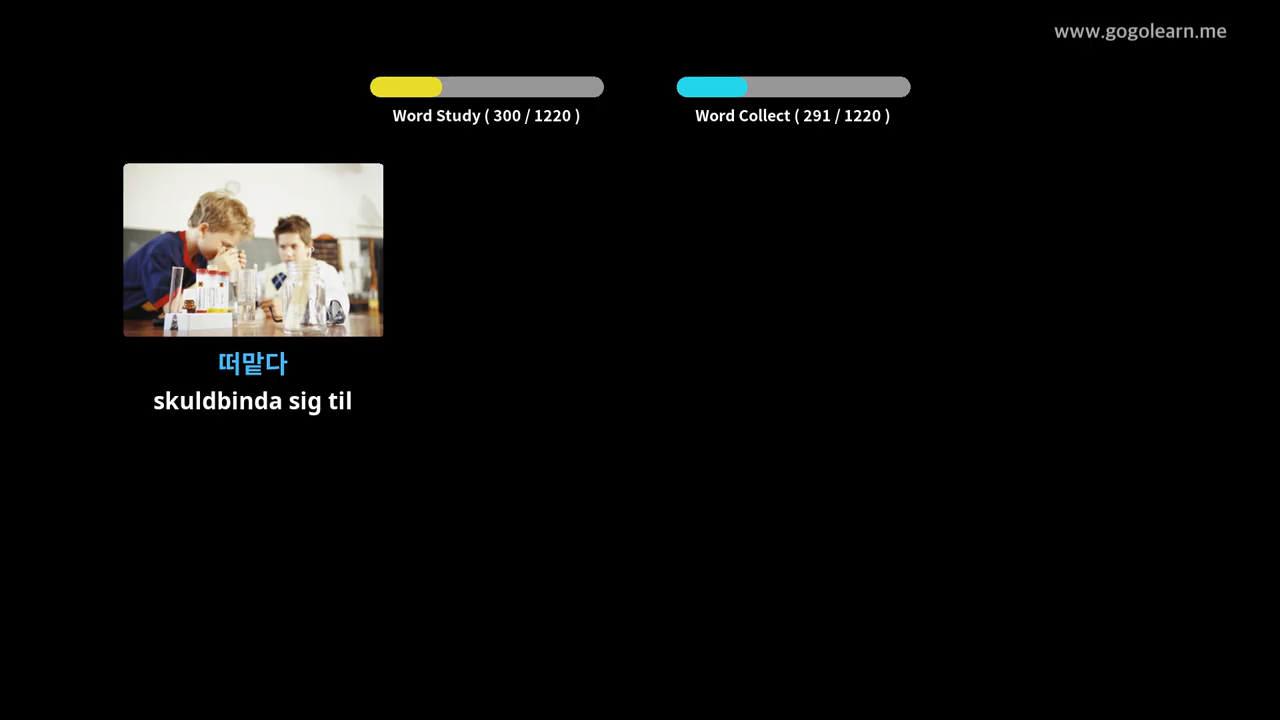 www.gogolearn.me
Word Study ( 300 / 1220 )
Word Collect ( 291 / 1220 )
떠맡다
skuldbinda sig til